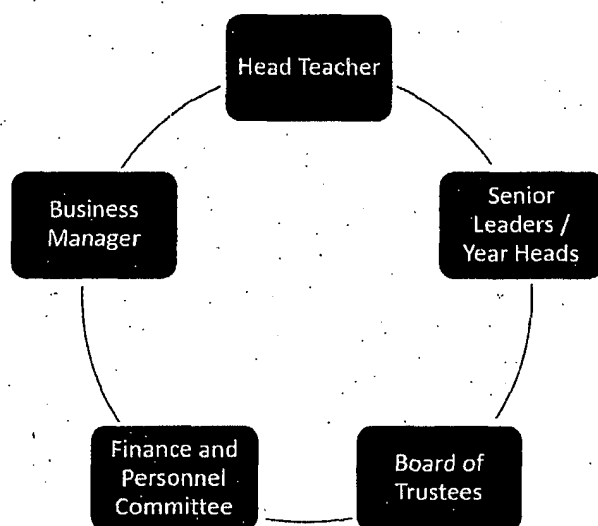 Head Teacher
Senior
Leaders /
Year Heads
Board of
Trustees
Finance and
Personnel
Committee
Business
Manager